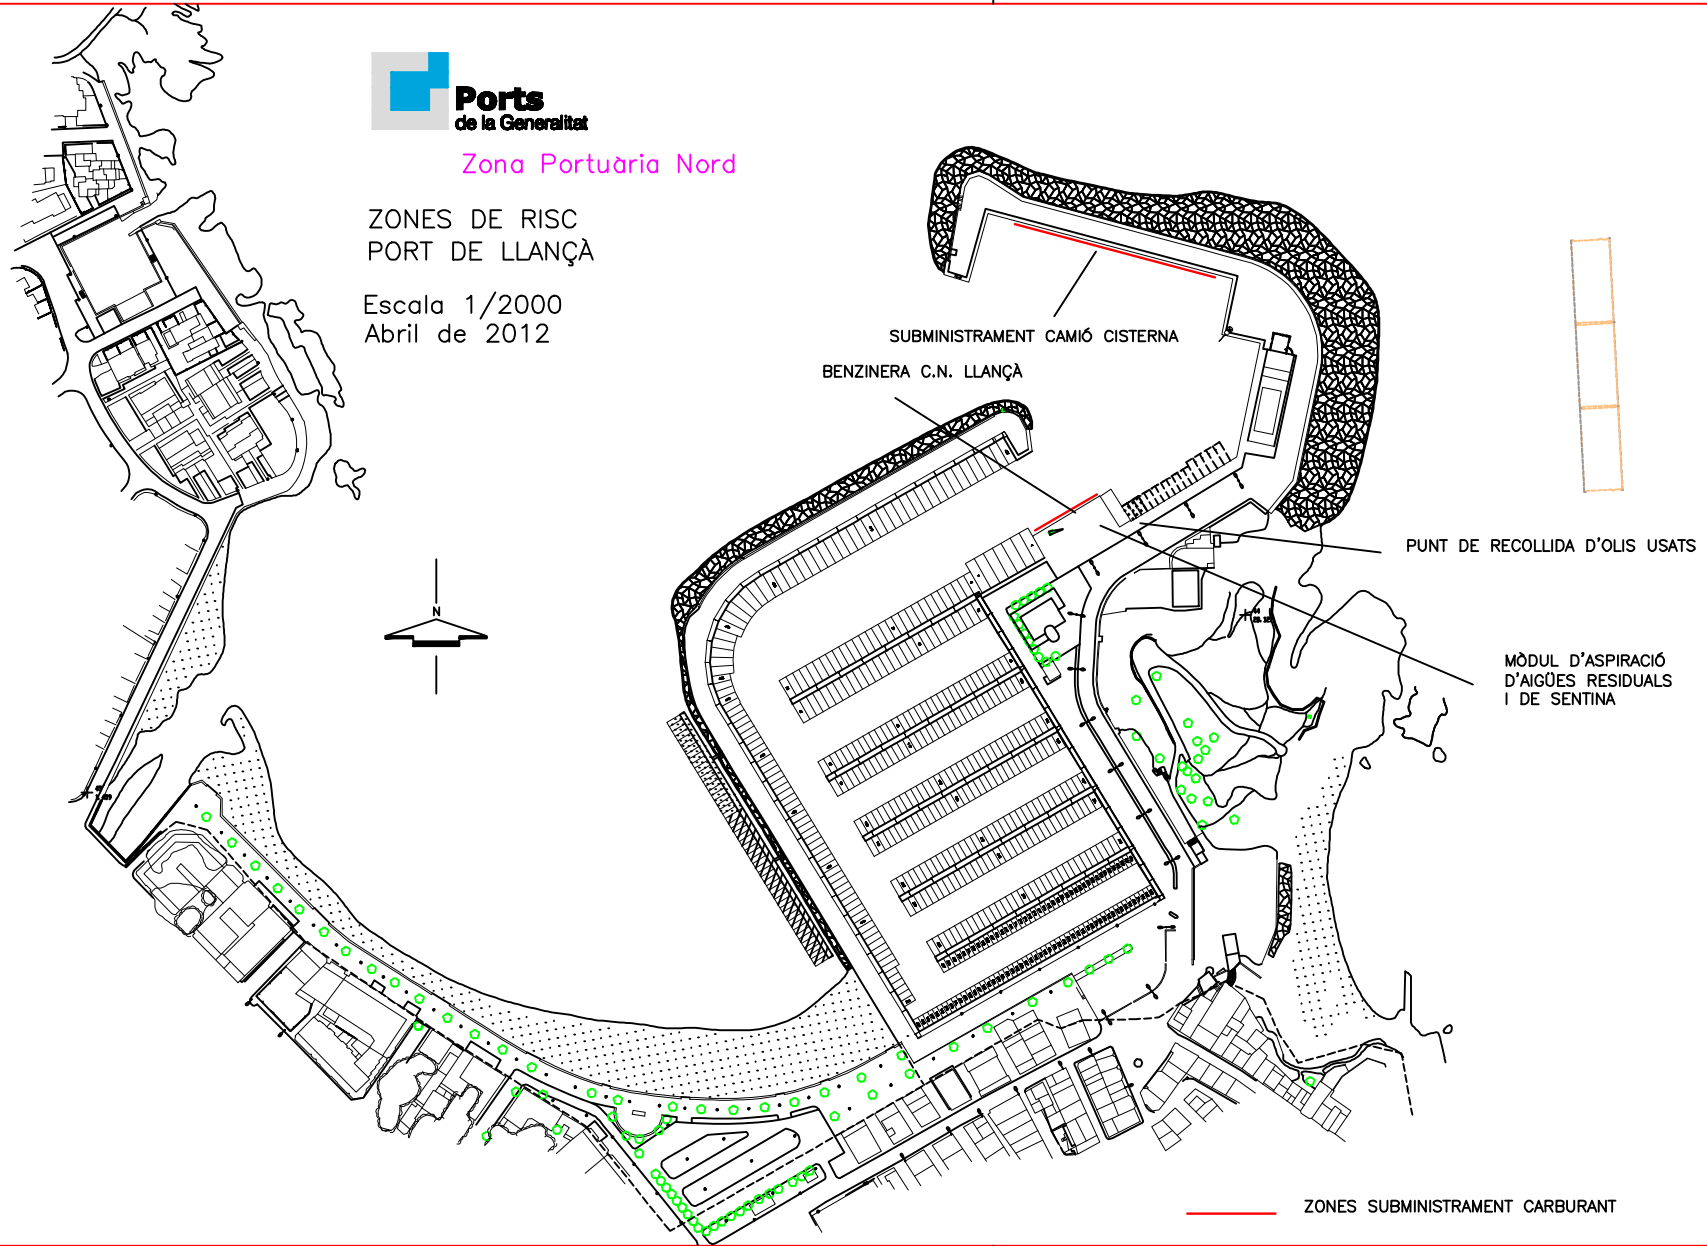 Ports
de la Generalitat
Zona Portuària Nord
ZONES DE RISC
PORT DE LLANÇÀ
Escala 1/2000
Abril de 2012
SUBMINISTRAMENT CAMIÓ CISTERNA
BENZINERA C.N. LLANÇÀ
PUNT DE RECOLLIDA D'OLIS USATS
N
MÒDUL D'ASPIRACIÓ
D'AIGÜES RESIDUALS
I DE SENTINA
ZONES SUBMINISTRAMENT CARBURANT